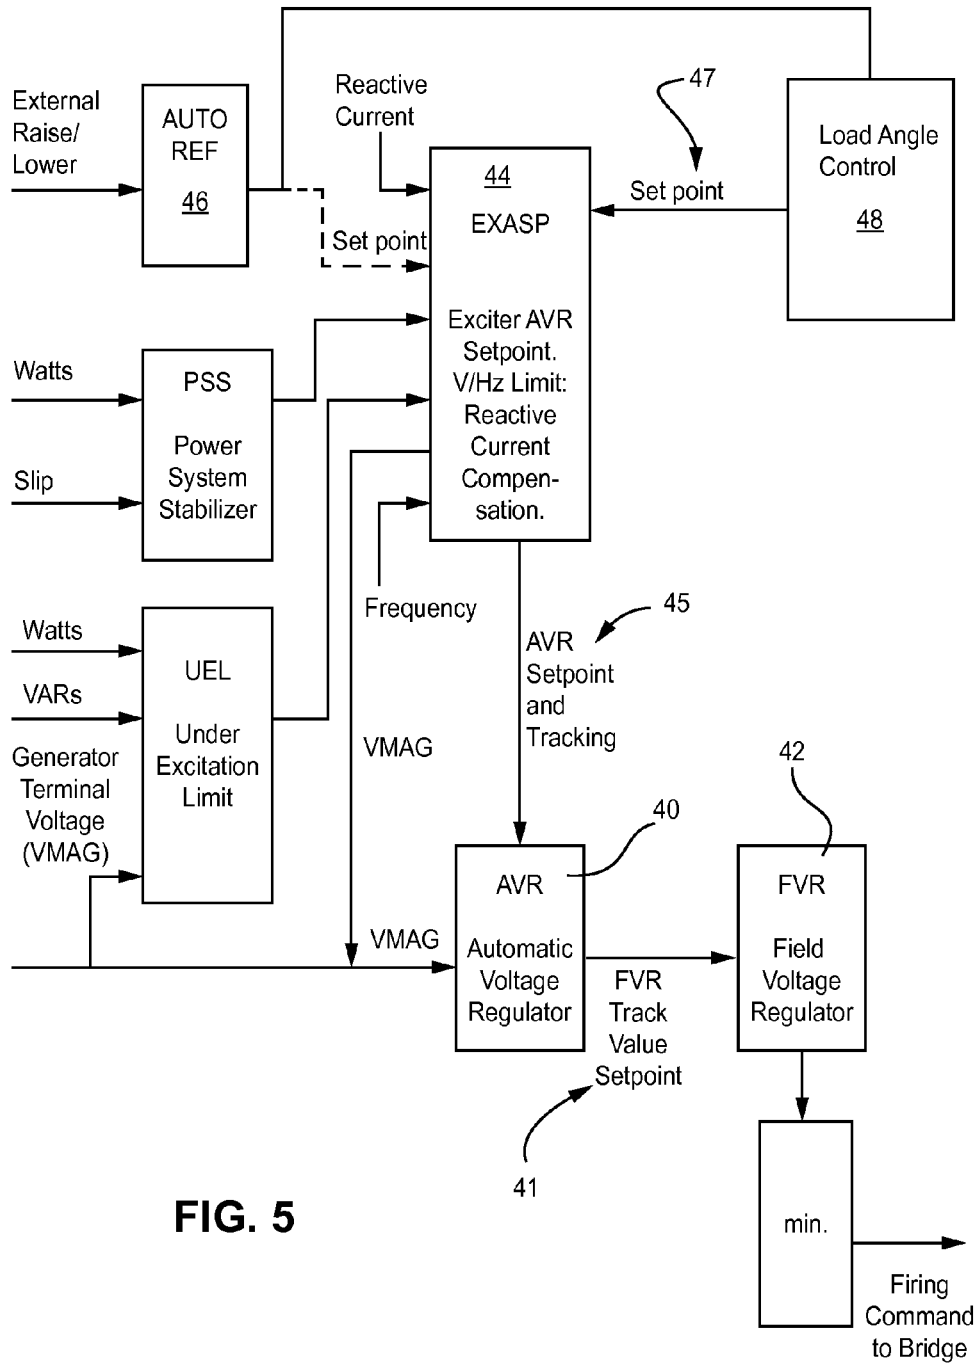 External
Raise/
Lower
AUTO
REF
46
Reactive
Current
47
Load Angle
Control
48
Set point
44
EXASP
Exciter AVR
Setpoint.
V/Hz Limit:
Reactive
Current
Compen-
sation.
Set point
Watts
Slip
PSS
Power
System
Stabilizer
Frequency
45
AVR
Setpoint
and
Tracking
Watts
VARs
Generator
Terminal
Voltage
(VMAG)
UEL
Under
Excitation
Limit
VMAG
VMAG
40
AVR
Automatic
Voltage
Regulator
42
FVR
Field
Voltage
Regulator
FVR
Track
Value
Setpoint
41
min.
Firing
Command
to Bridge
FIG. 5